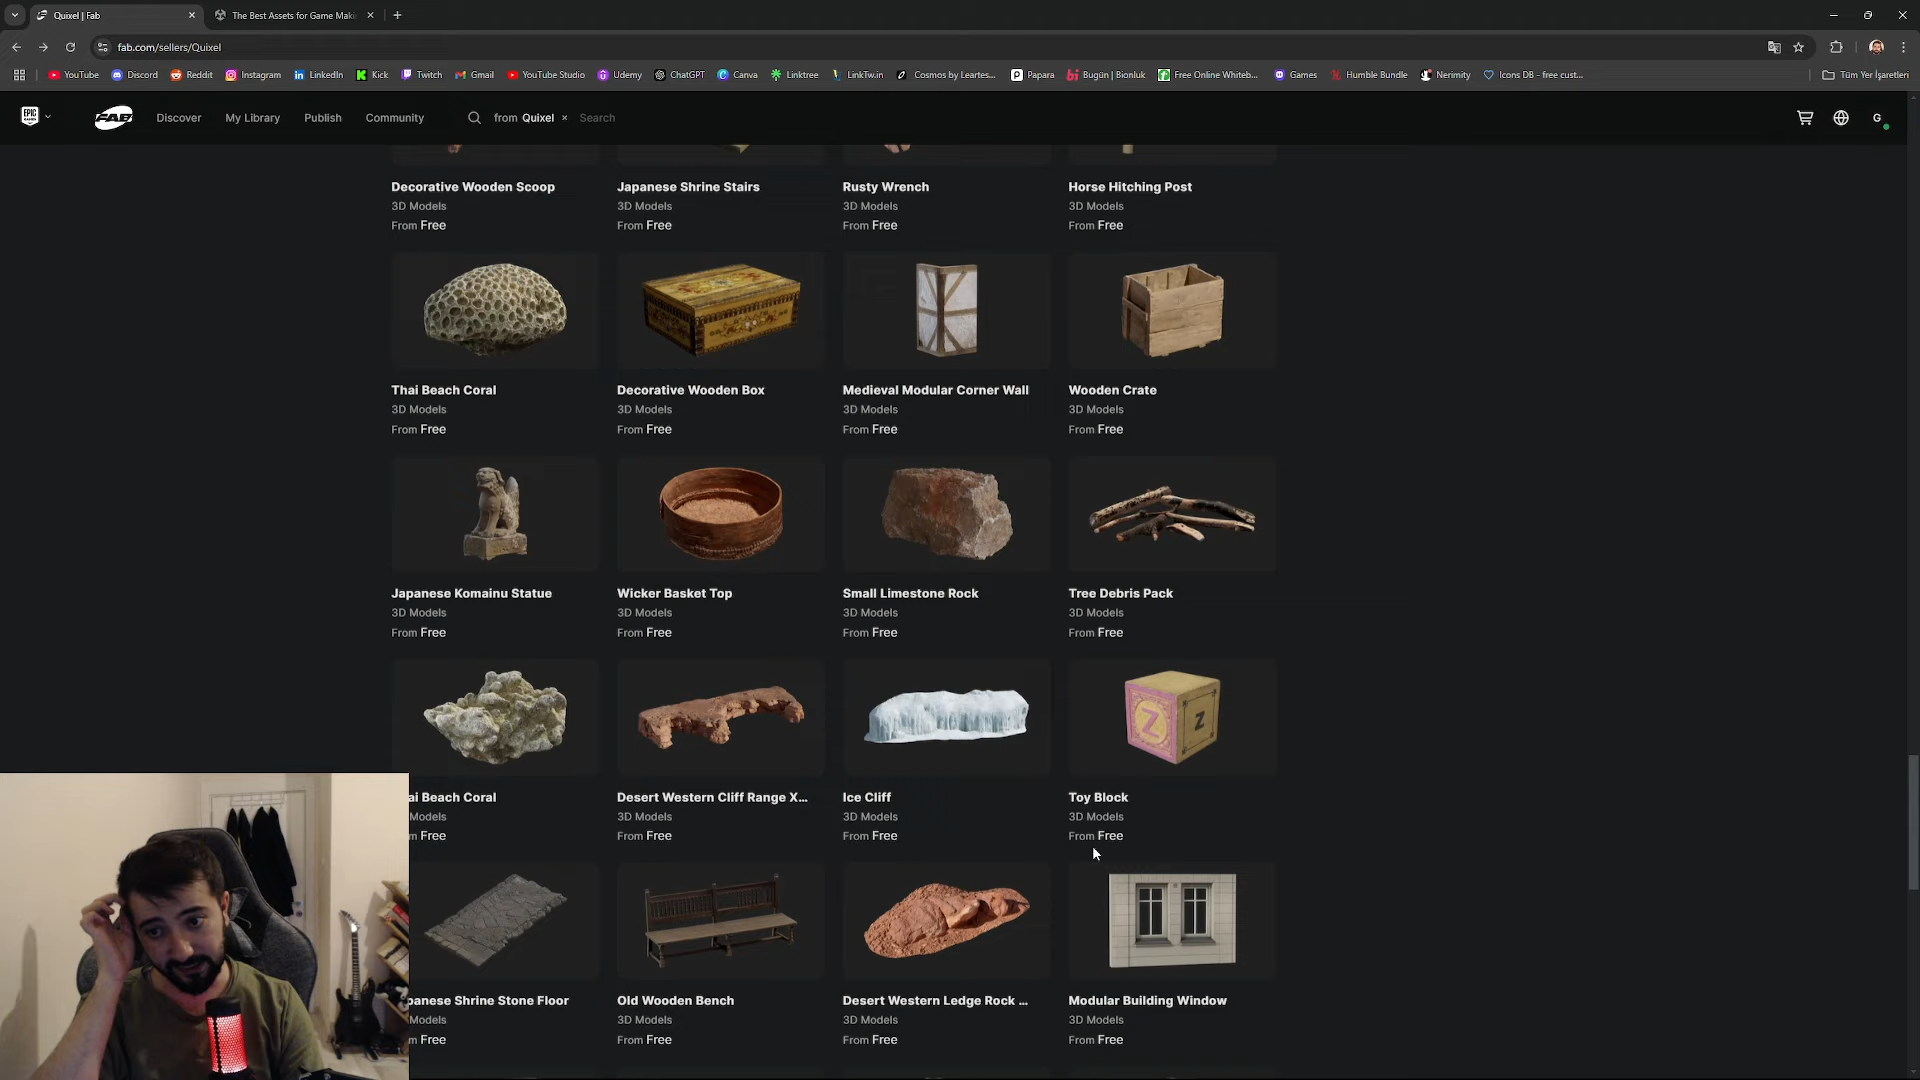 Quixel | Fab
The Best Assets for Game Maki
fab.com/sellers/Quixel
YouTube
Discord
Reddit
Instagram
LinkedIn
Kick
Twitch
Gmail
YouTube Studio
Udemy
ChatGPT
Canva
Linktree
LinkTw.in
Cosmos by Leartes...
Papara
Bugün | Bionluk
Free Online Whiteb...
Games
Humble Bundle
Nerimity
Icons DB - free cust...
Tüm Yer İşaretleri
EPIC GAMES
FAB
Discover
My Library
Publish
Community
from Quixel × Search
G
Decorative Wooden Scoop
3D Models
From Free
Japanese Shrine Stairs
3D Models
From Free
Rusty Wrench
3D Models
From Free
Horse Hitching Post
3D Models
From Free
Thai Beach Coral
3D Models
From Free
Decorative Wooden Box
3D Models
From Free
Medieval Modular Corner Wall
3D Models
From Free
Wooden Crate
3D Models
From Free
Japanese Komainu Statue
3D Models
From Free
Wicker Basket Top
3D Models
From Free
Small Limestone Rock
3D Models
From Free
Tree Debris Pack
3D Models
From Free
Z
Z
ai Beach Coral
Models
m Free
Desert Western Cliff Range X...
3D Models
From Free
Ice Cliff
3D Models
From Free
Toy Block
3D Models
From Free
panese Shrine Stone Floor
Models
m Free
Old Wooden Bench
3D Models
From Free
Desert Western Ledge Rock ...
3D Models
From Free
Modular Building Window
3D Models
From Free